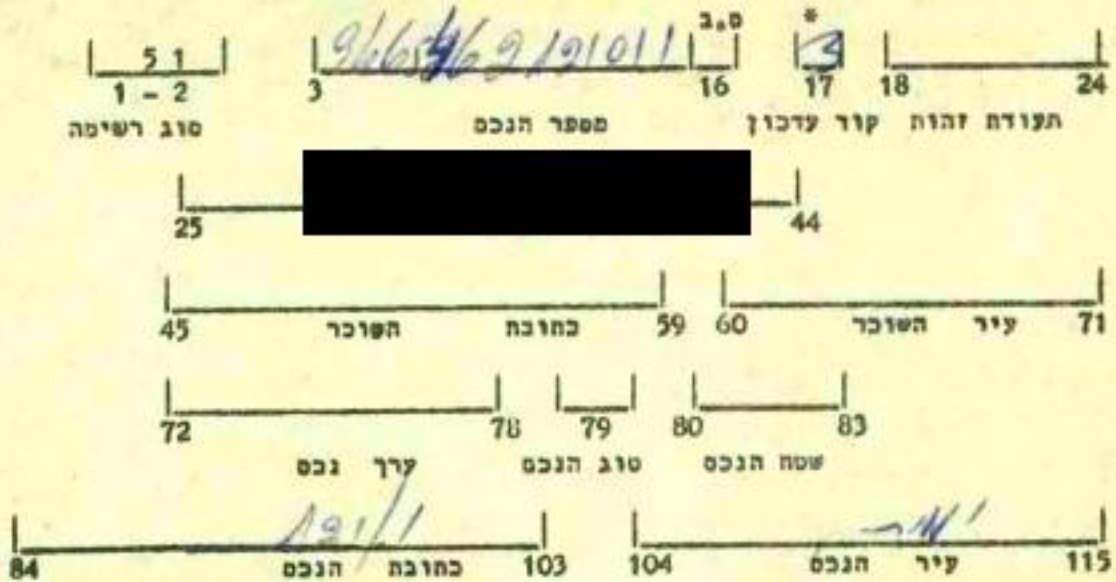 ס.ב *
51
1 - 2 3 16 17 18 24
סוג רשימה מספר הנכס קוד עדכון תעודת זהות
25 44
45 כתובת השוכר 59 60 עיר השוכר 71
72 78 79 80 83
ערך נכס סוג הנכס שטח הנכס
84 כתובת הנכס 103 104 עיר הנכס 115